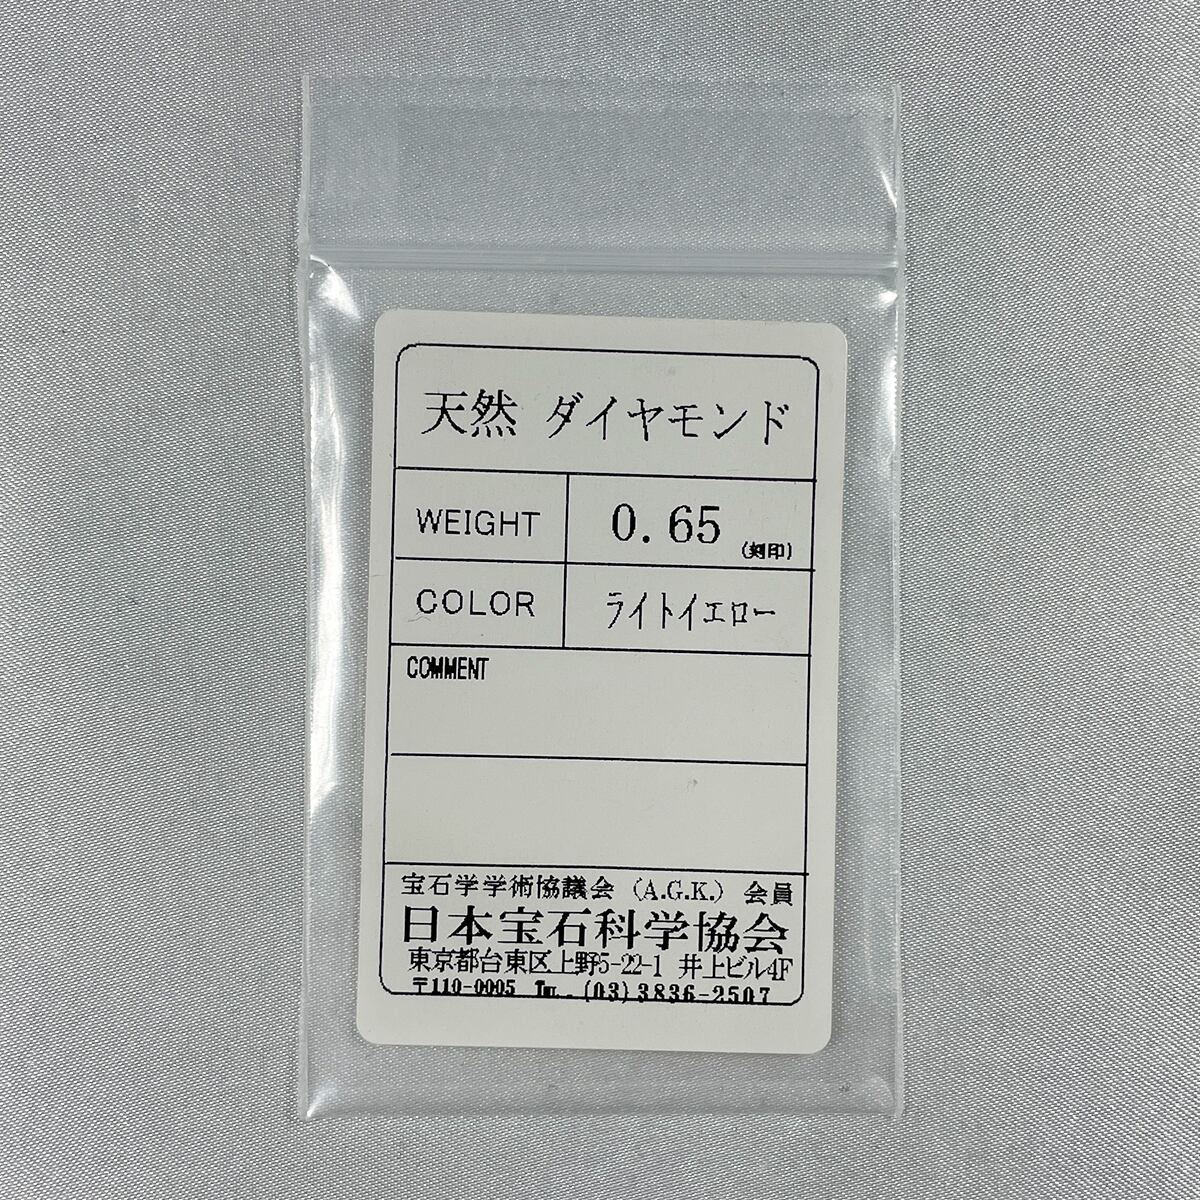 天然 ダイヤモンド
WEIGHT 0.65 (刻印)
COLOR ライトイエロー
COMMENT
宝石学学術協議会 (A.G.K.) 会員
日本宝石科学協会
東京都台東区上野5-22-1 井上ビル4F
〒110-0005 TEL. (03)3836-2507